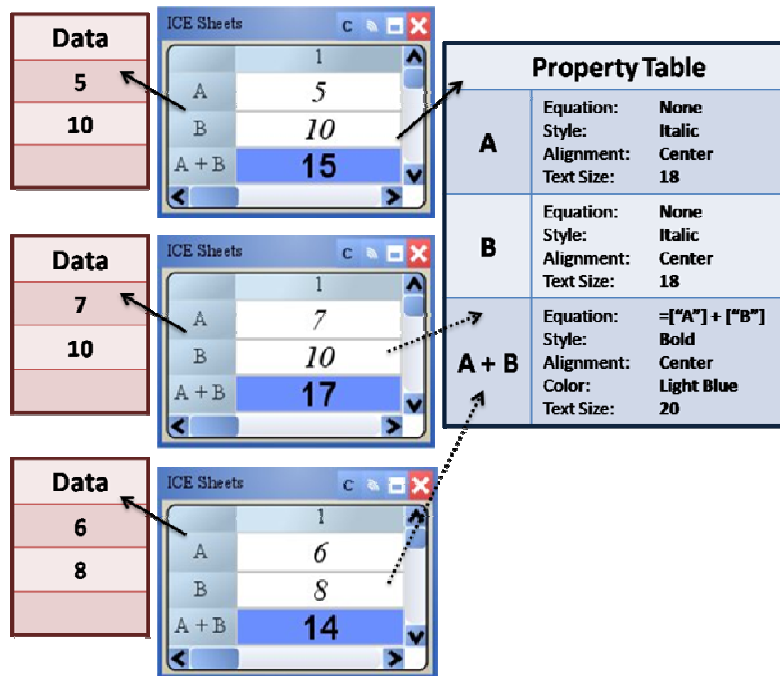 Data
5
10
ICE Sheets C
1
A 5
B 10
A + B 15
Property Table
A
Equation: None
Style: Italic
Alignment: Center
Text Size: 18
B
Equation: None
Style: Italic
Alignment: Center
Text Size: 18
A + B
Equation: =["A"] + ["B"]
Style: Bold
Alignment: Center
Color: Light Blue
Text Size: 20
Data
7
10
ICE Sheets C
1
A 7
B 10
A + B 17
Data
6
8
ICE Sheets C
1
A 6
B 8
A + B 14